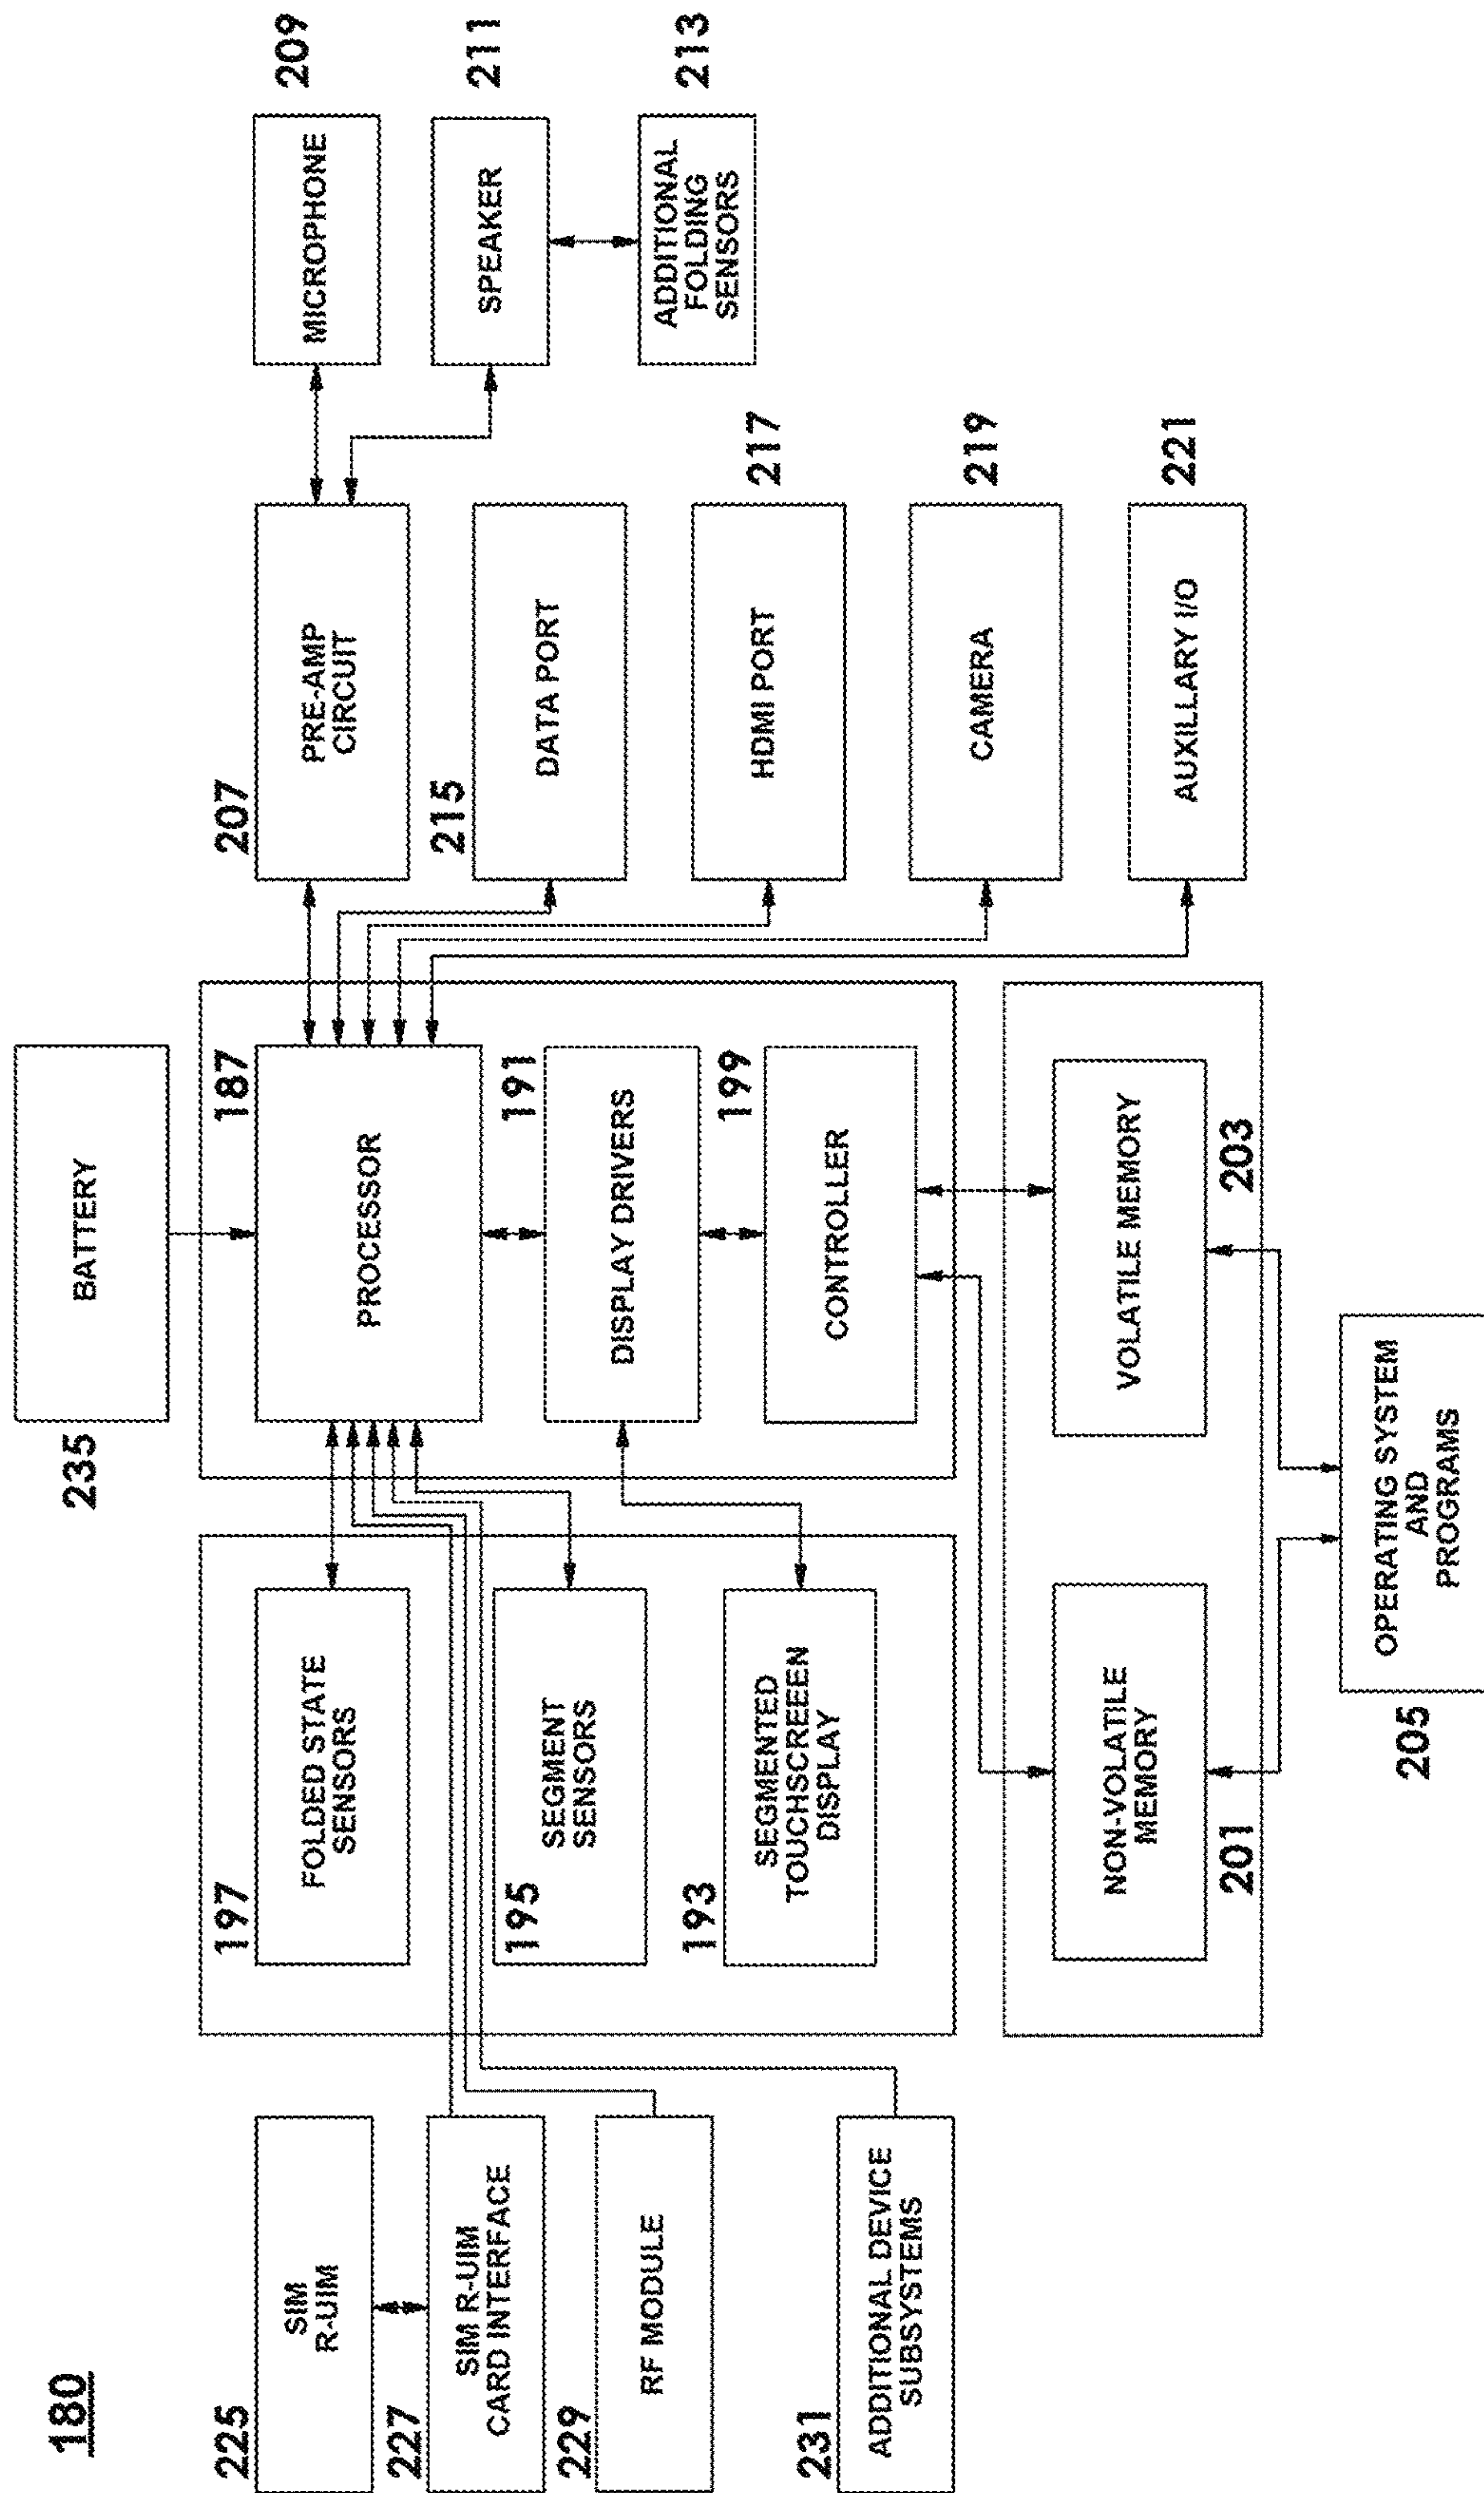 180
235
BATTERY
225
SIM
R-UIM
227
SIM R-UIM
CARD INTERFACE
229
RF MODULE
231
ADDITIONAL DEVICE
SUBSYSTEMS
197
FOLDED STATE
SENSORS
195
SEGMENT
SENSORS
193
SEGMENTED
TOUCHSCREEEN
DISPLAY
187
PROCESSOR
191
DISPLAY DRIVERS
199
CONTROLLER
207
PRE-AMP
CIRCUIT
215
DATA PORT
HDMI PORT
217
CAMERA
219
AUXILLARY I/O
221
MICROPHONE
209
SPEAKER
211
ADDITIONAL
FOLDING
SENSORS
213
NON-VOLATILE
MEMORY
201
VOLATILE MEMORY
203
OPERATING SYSTEM
AND
PROGRAMS
205